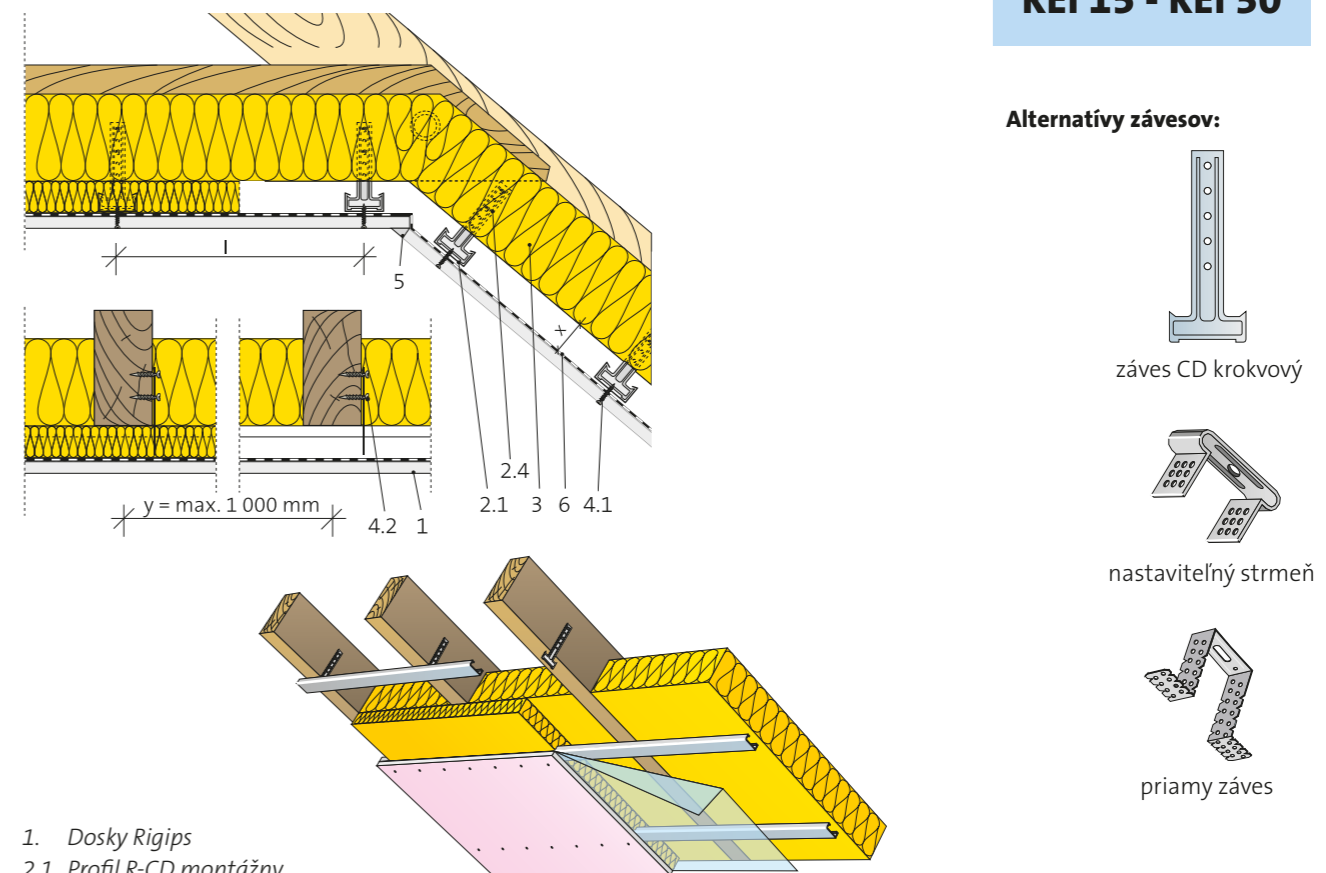 REI 15 - REI 30
Alternatívy závesov:
záves CD krokvový
nastaviteľný strmeň
priamy záves
l
5
x
2.4
2.1 3 6 4.1
y = max. 1 000 mm
4.2 1
1. Dosky Rigips
2.1 Profil R-CD montážny